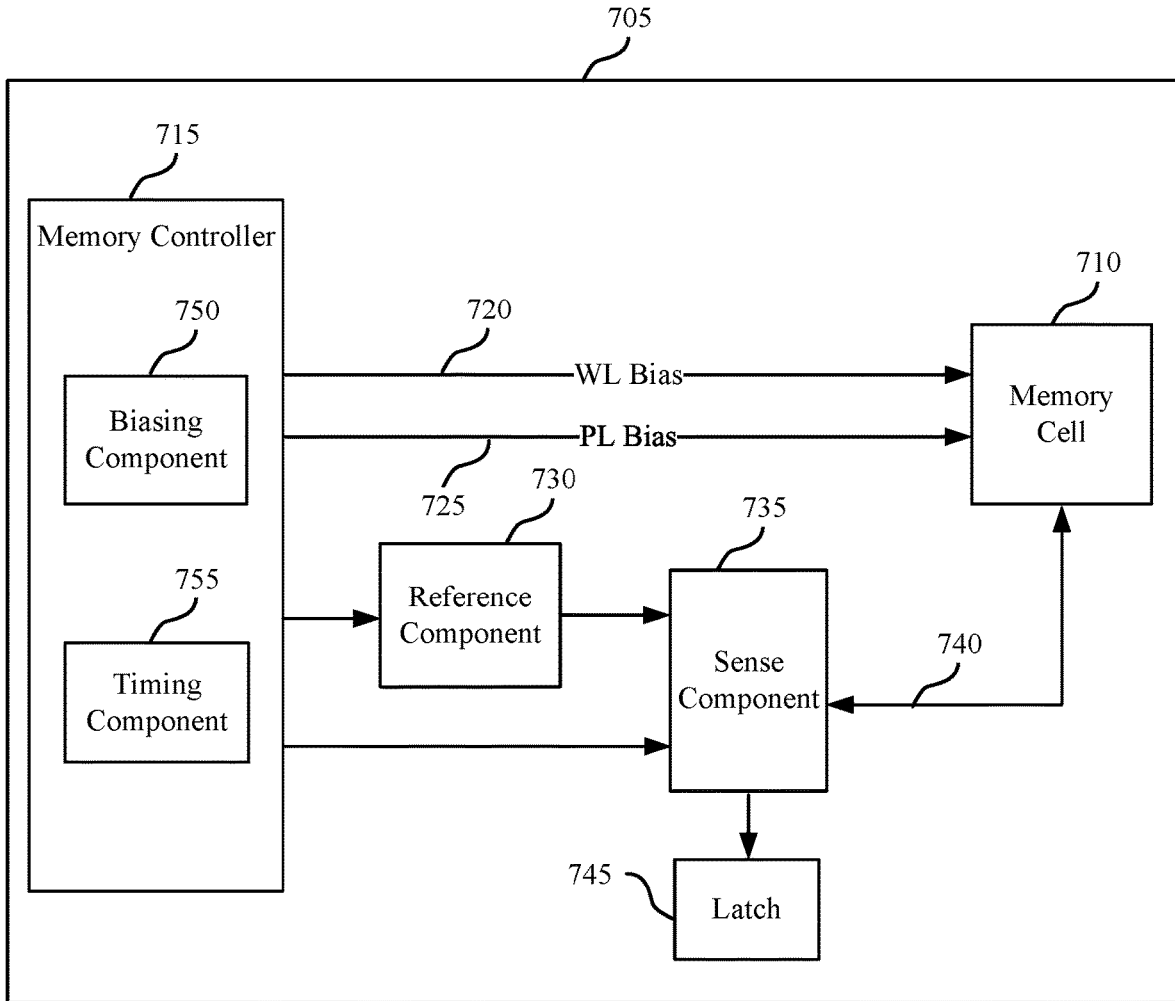 705
715
Memory Controller
710
750
720
WL Bias
Memory
Cell
Biasing
Component
PL Bias
725
730
735
755
Reference
Component
Timing
Component
Sense
Component
740
745
Latch